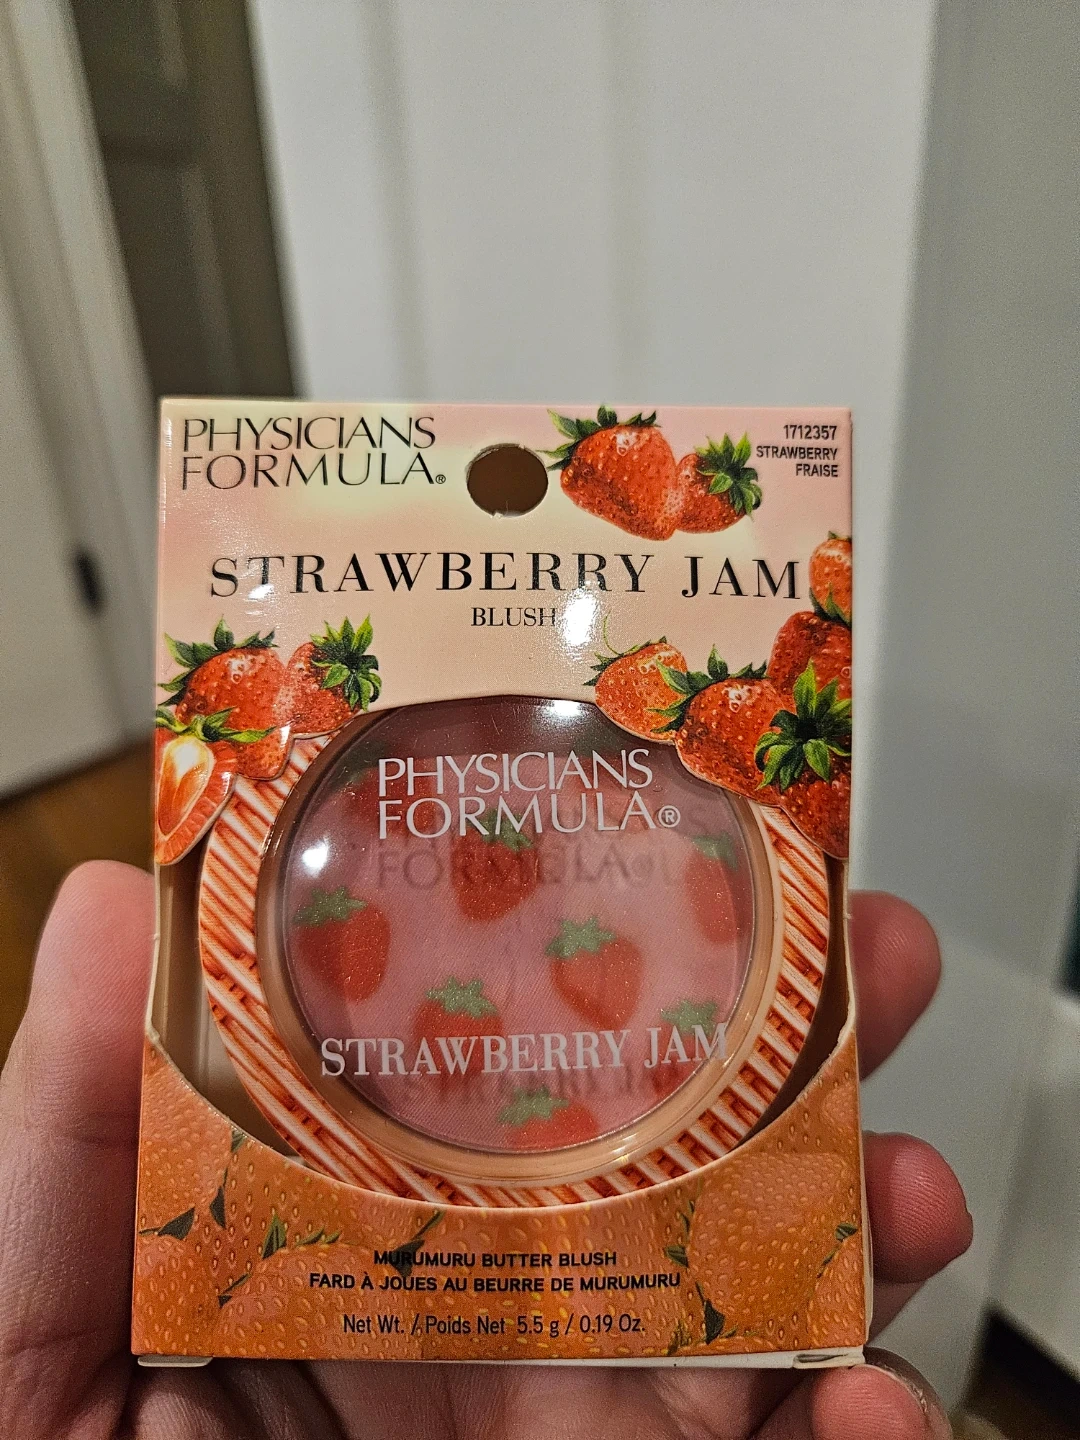 PHYSICIANS
FORMULA®
1712357
STRAWBERRY
FRAISE
STRAWBERRY JAM
BLUSH
PHYSICIANS
FORMULA®
STRAWBERRY JAM
MURUMURU BUTTER BLUSH
FARD À JOUES AU BEURRE DE MURUMURU
Net Wt. / Poids Net 5.5 g / 0.19 Oz.